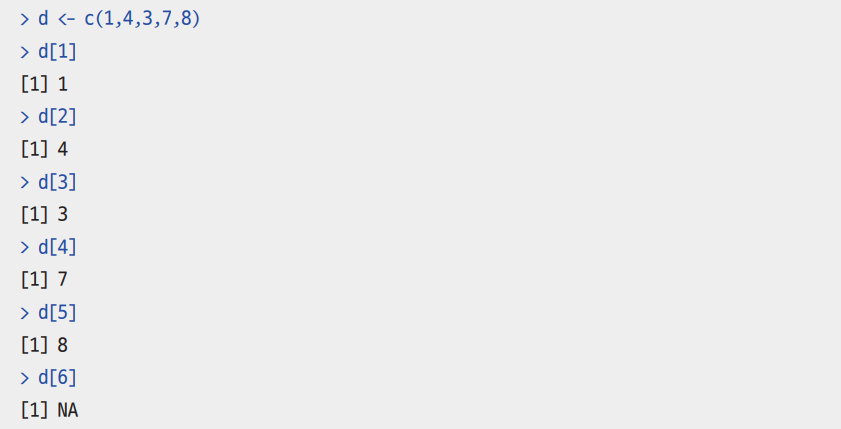 > d <- c(1,4,3,7,8)
> d[1]
[1] 1
> d[2]
[1] 4
> d[3]
[1] 3
> d[4]
[1] 7
> d[5]
[1] 8
> d[6]
[1] NA